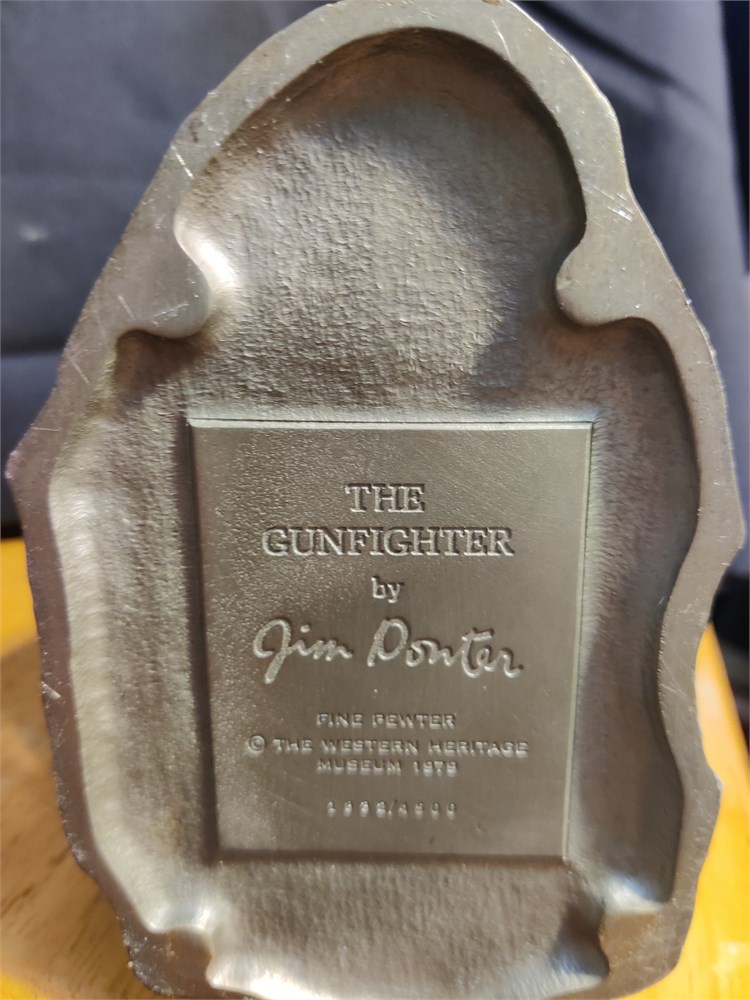 THE
GUNFIGHTER
by
Jim Ponter
FINE PEWTER
© THE WESTERN HERITAGE
MUSEUM 1979